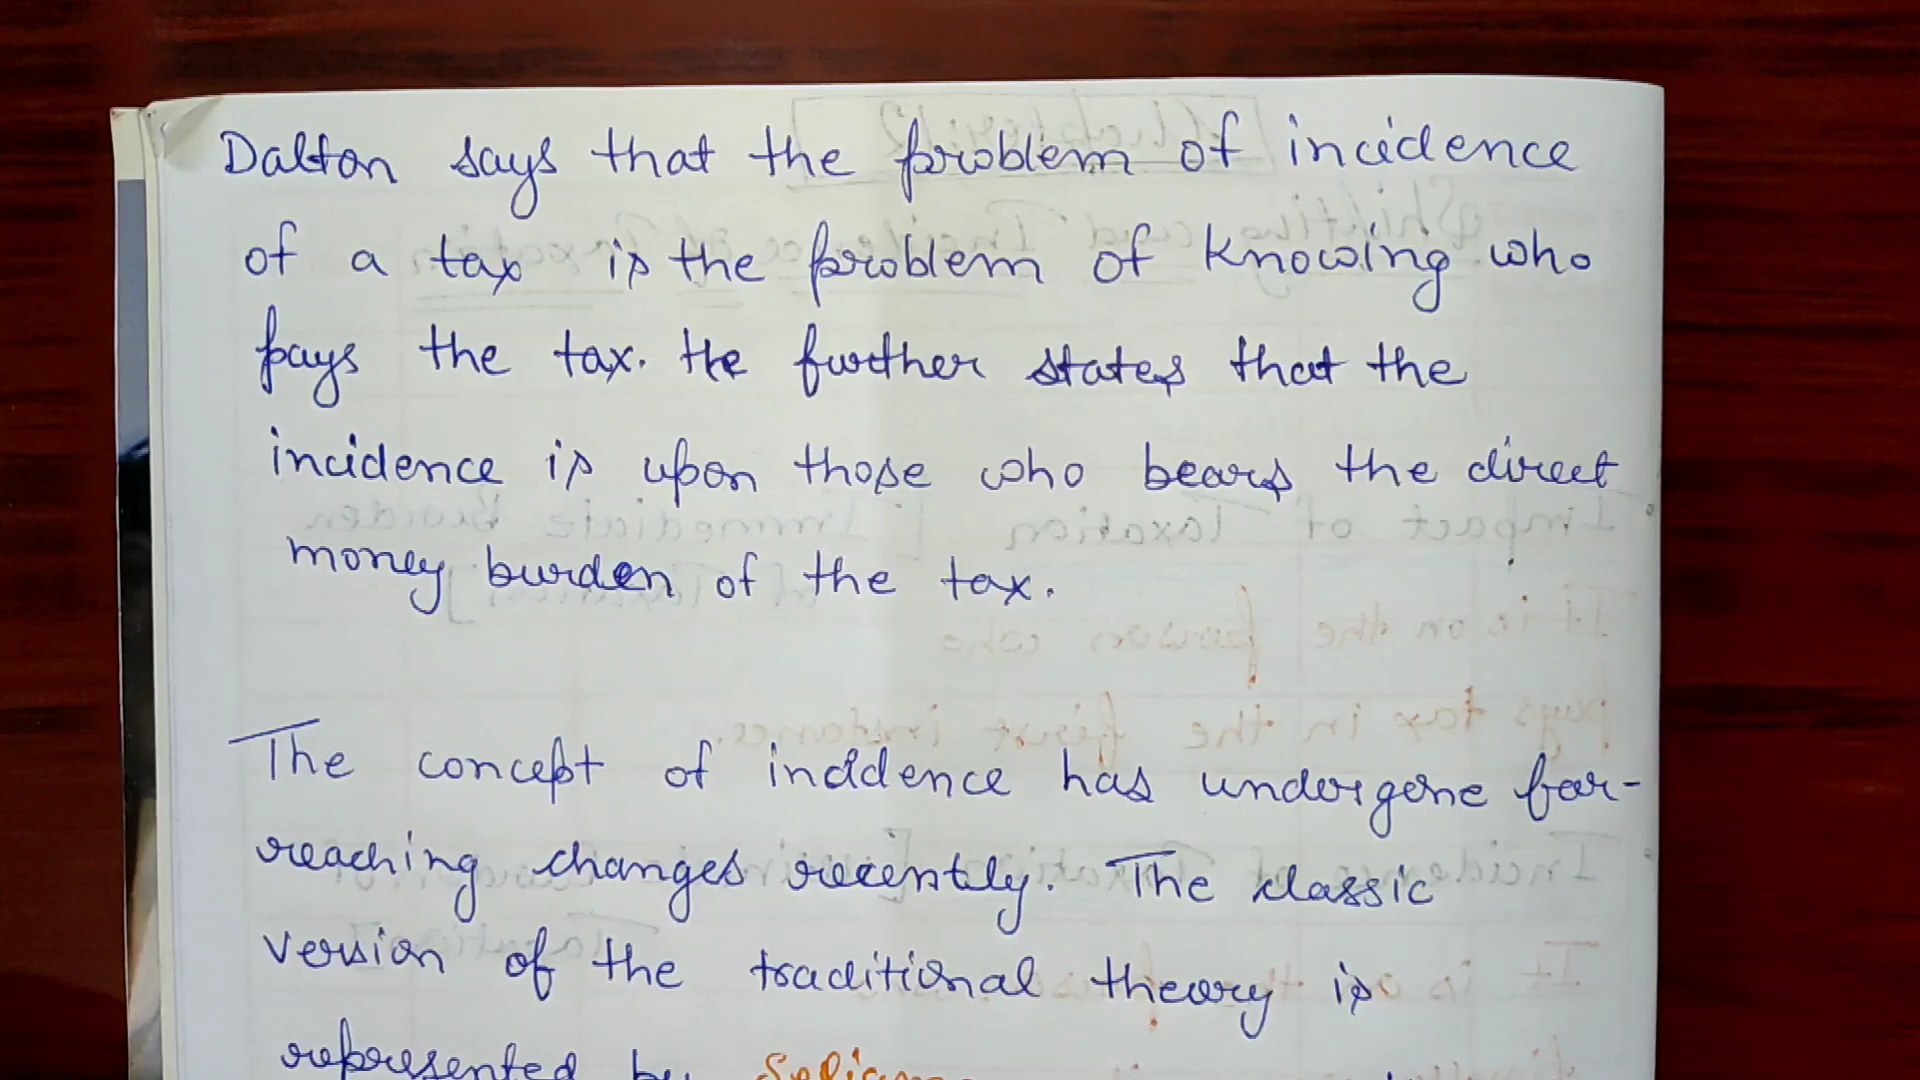 Dalton says that the problem of incidence
of a tax is the problem of knowing who
pays the tax. He further states that the
incidence is upon those who bears the direct
money burden of the tax.
The concept of incidence has undergone far-
reaching changes recently. The classic
version of the traditional theory is
represented by